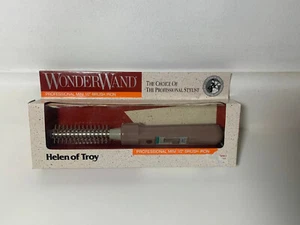 WONDERWAND
THE CHOICE OF
THE PROFESSIONAL STYLIST
PROFESSIONAL MINI ½" BRUSH IRON
Helen of Troy
PROFESSIONAL MINI ½" BRUSH IRON